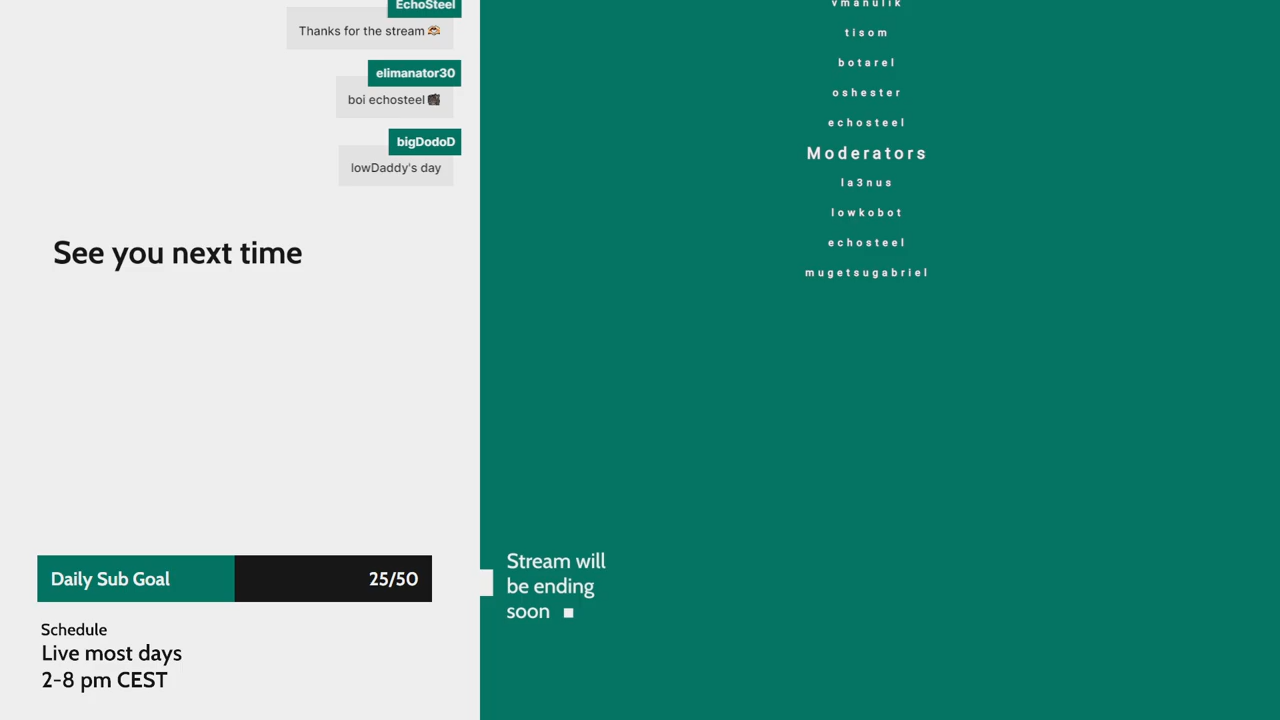 EchoSteel
Thanks for the stream
elimanator30
boi echosteel
bigDodoD
lowDaddy's day
See you next time
Daily Sub Goal
25/50
Schedule
Live most days
2-8 pm CEST
vmanulik
tisom
botarel
oshester
echosteel
Moderators
la3nus
lowkobot
echosteel
mugetsugabriel
Stream will
be ending
soon